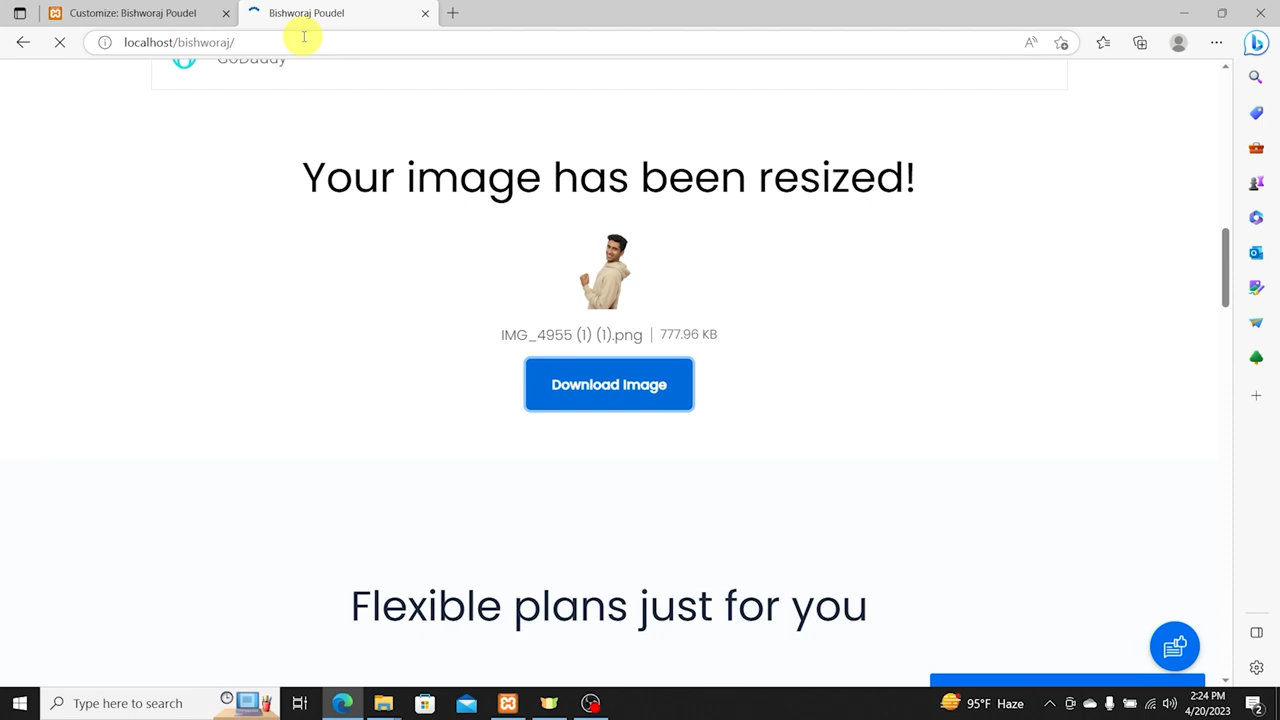 Customize: Bishworaj Poudel
Bishworaj Poudel
localhost/bishworaj/
GoDaddy
Your image has been resized!
IMG_4955 (1) (1).png | 777.96 KB
Download Image
Flexible plans just for you
Type here to search
95°F Haze
2:24 PM
4/20/2023
2